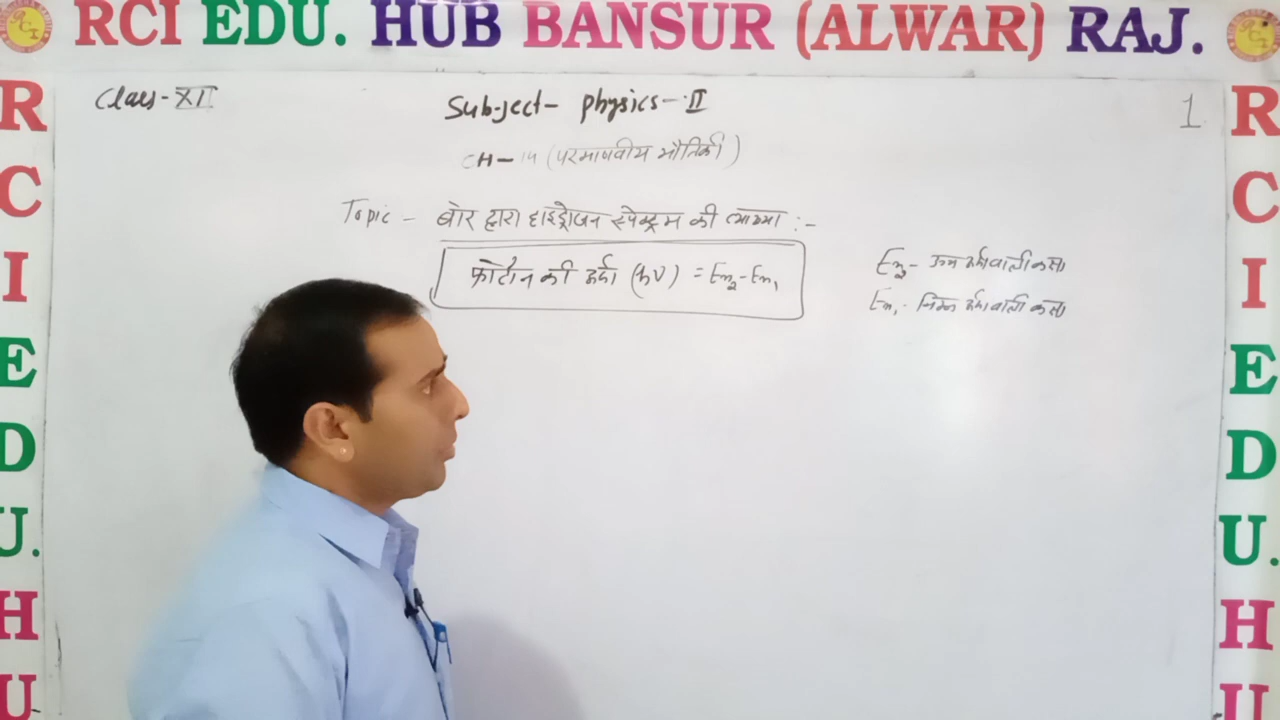 RCI EDU. HUB BANSUR (ALWAR) RAJ.
Class - XII
Subject - Physics - II
1
CH - 14 (परमाणवीय भौतिकी)
Topic - बोर द्वारा हाइड्रोजन स्पेक्ट्रम की व्याख्या :-
फोटॉन की ऊर्जा (hν) = En₂ - En₁
En₂ - उच्च ऊर्जा वाली कक्षा
En₁ - निम्न ऊर्जा वाली कक्षा
R
C
I
E
D
U.
H
U
R
C
I
E
D
U.
H
U